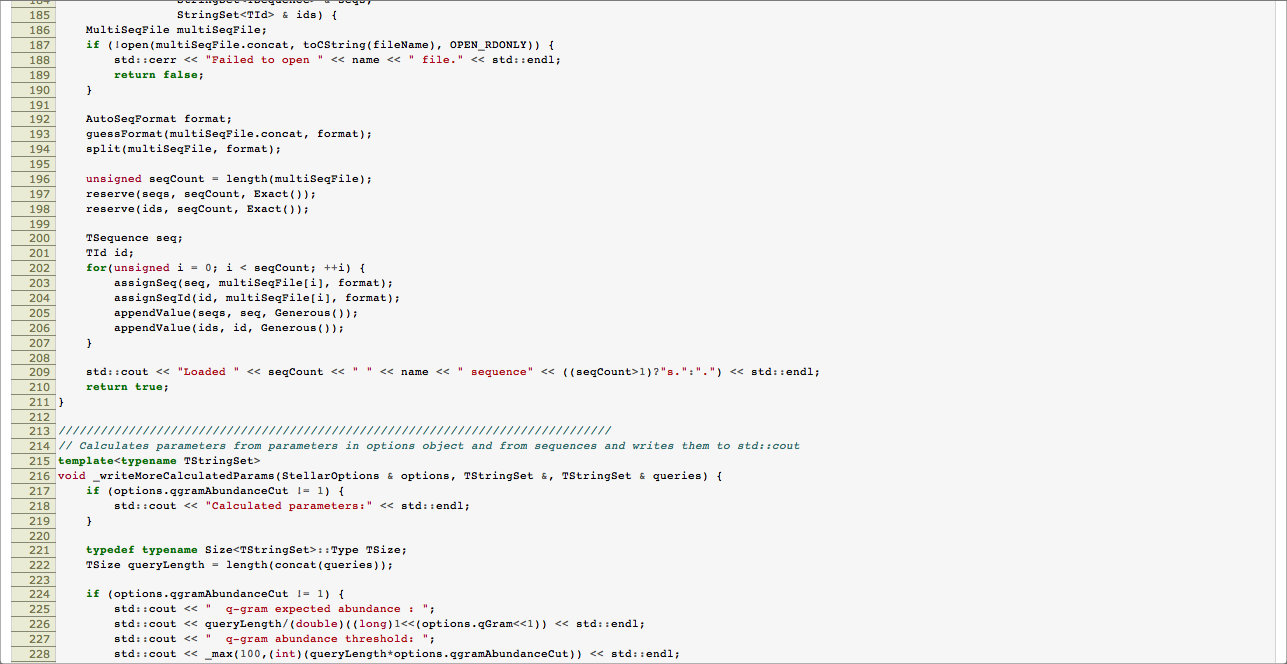 185 StringSet<TId> & ids) {
186 MultiSeqFile multiSeqFile;
187 if (!open(multiSeqFile.concat, toCString(fileName), OPEN_RDONLY)) {
188 std::cerr << "Failed to open " << name << " file." << std::endl;
189 return false;
190 }
191
192 AutoSeqFormat format;
193 guessFormat(multiSeqFile.concat, format);
194 split(multiSeqFile, format);
195
196 unsigned seqCount = length(multiSeqFile);
197 reserve(seqs, seqCount, Exact());
198 reserve(ids, seqCount, Exact());
199
200 TSequence seq;
201 TId id;
202 for(unsigned i = 0; i < seqCount; ++i) {
203 assignSeq(seq, multiSeqFile[i], format);
204 assignSeqId(id, multiSeqFile[i], format);
205 appendValue(seqs, seq, Generous());
206 appendValue(ids, id, Generous());
207 }
208
209 std::cout << "Loaded " << seqCount << " " << name << " sequence" << ((seqCount>1)?"s.":".") << std::endl;
210 return true;
211 }
212
213 ///////////////////////////////////////////////////////////////////////////////
214 // Calculates parameters from parameters in options object and from sequences and writes them to std::cout
215 template<typename TStringSet>
216 void _writeMoreCalculatedParams(StellarOptions & options, TStringSet &, TStringSet & queries) {
217 if (options.qgramAbundanceCut != 1) {
218 std::cout << "Calculated parameters:" << std::endl;
219 }
220
221 typedef typename Size<TStringSet>::Type TSize;
222 TSize queryLength = length(concat(queries));
223
224 if (options.qgramAbundanceCut != 1) {
225 std::cout << "  q-gram expected abundance : ";
226 std::cout << queryLength/(double)((long)1<<(options.qGram<<1)) << std::endl;
227 std::cout << "  q-gram abundance threshold: ";
228 std::cout << _max(100,(int)(queryLength*options.qgramAbundanceCut)) << std::endl;